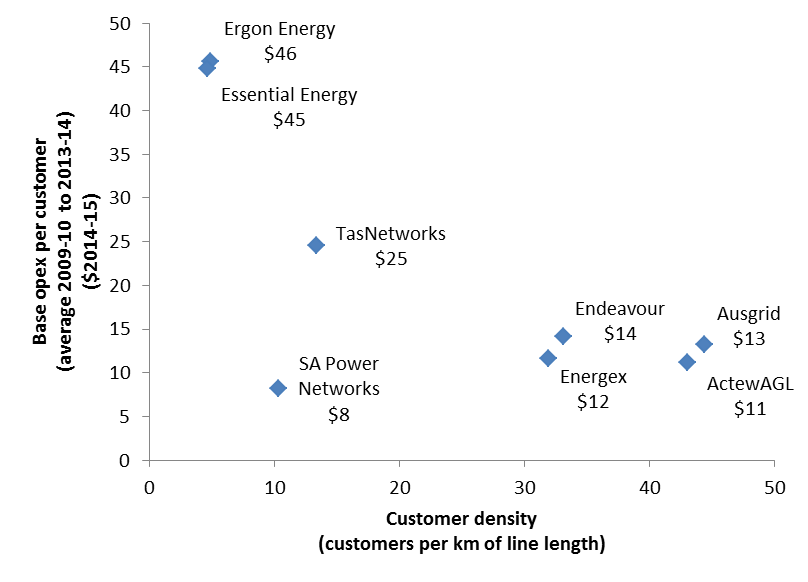 50
45
40
35
30
25
20
15
10
5
0
Base opex per customer
(average 2009-10 to 2013-14)
($2014-15)
Ergon Energy
$46
Essential Energy
$45
TasNetworks
$25
SA Power
Networks
$8
Endeavour
$14
Energex
$12
Ausgrid
$13
ActewAGL
$11
0
10
20
30
40
50
Customer density
(customers per km of line length)